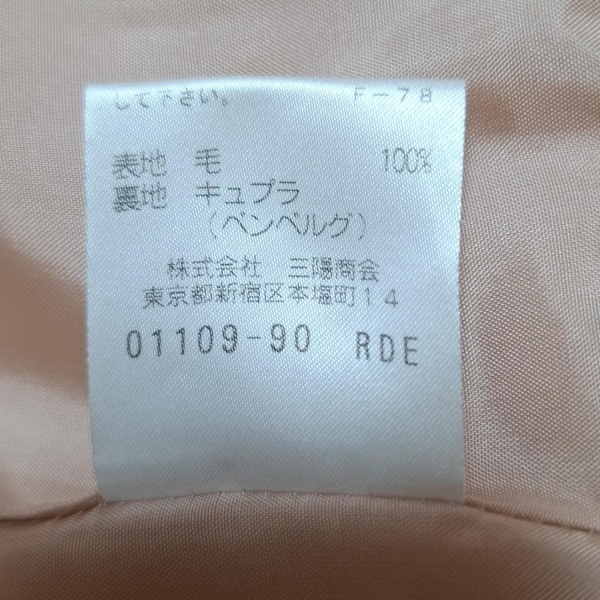 して下さい。 F-78
表地 毛 100%
裏地 キュプラ
(ベンベルグ)
株式会社 三陽商会
東京都新宿区本塩町14
01109-90 RDE